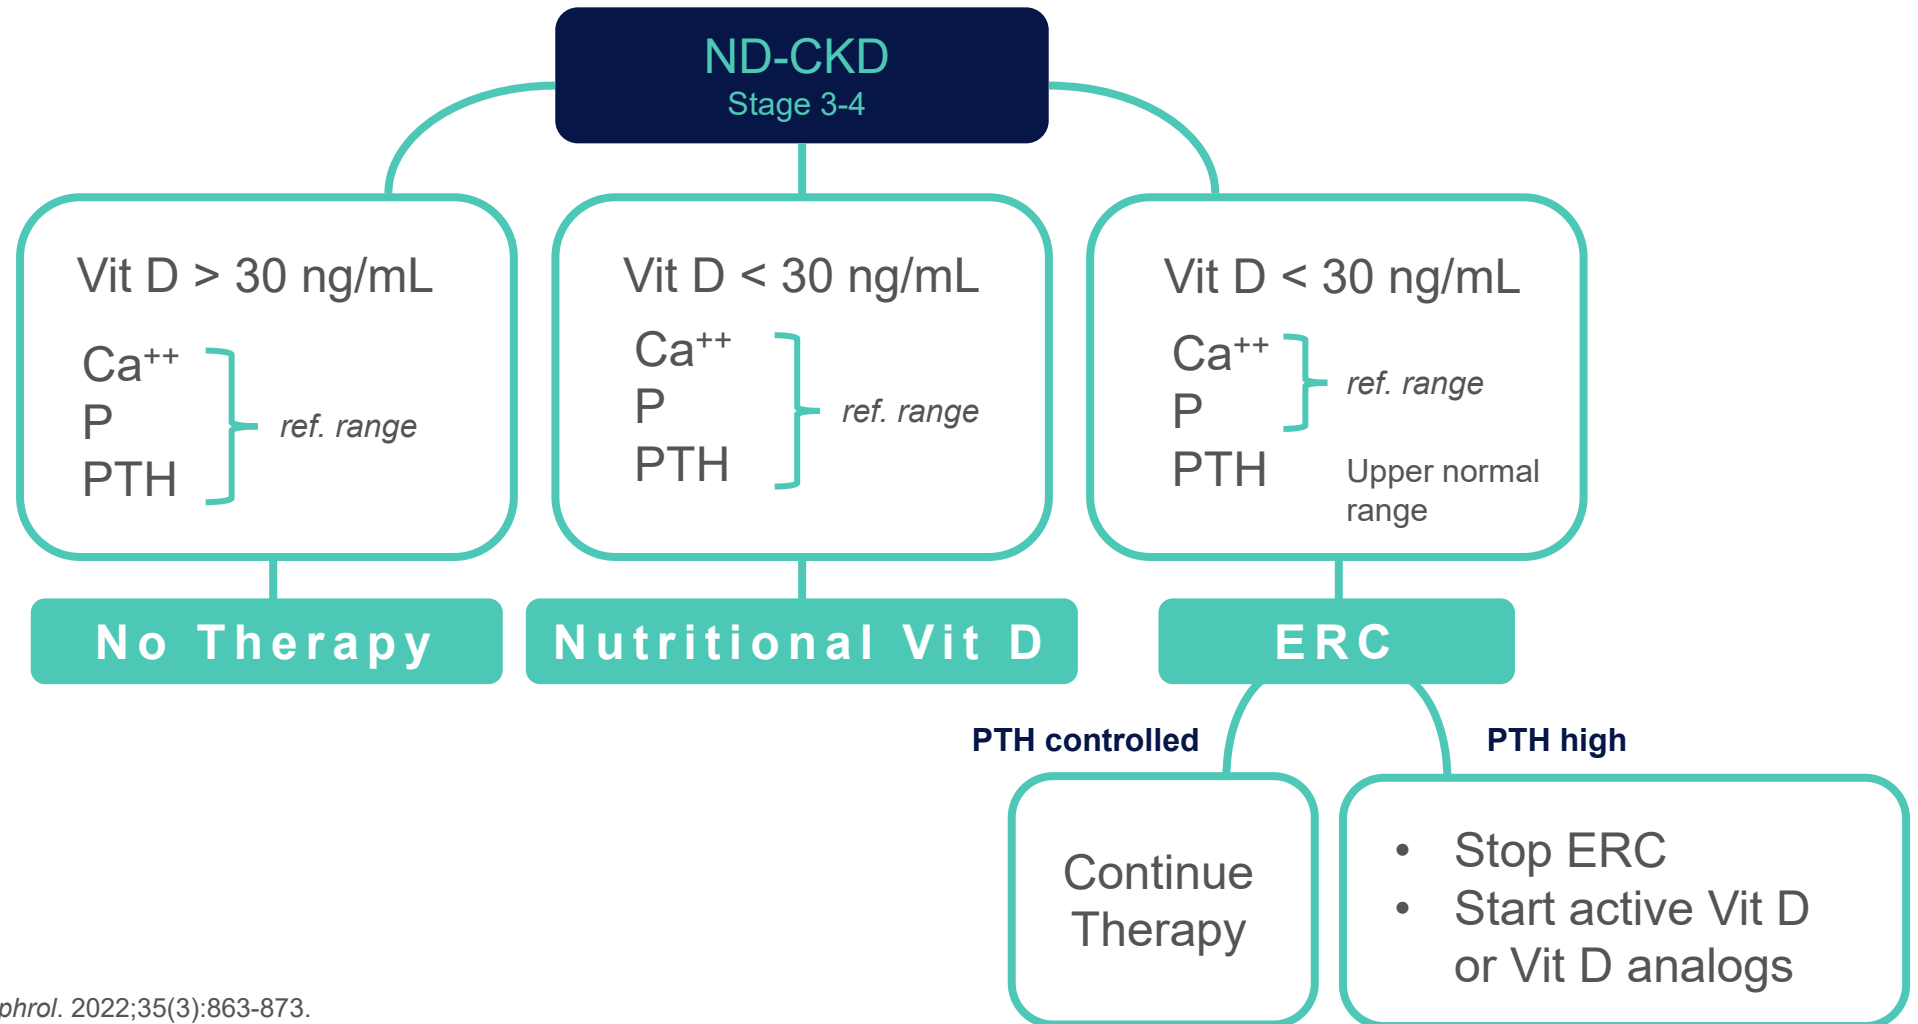 ND-CKD
Stage 3-4
Vit D > 30 ng/mL
Ca⁺⁺
P
PTH
ref. range
Vit D < 30 ng/mL
Ca⁺⁺
P
PTH
ref. range
Vit D < 30 ng/mL
Ca⁺⁺
P
ref. range
PTH
Upper normal
range
No Therapy
Nutritional Vit D
ERC
PTH controlled
PTH high
Continue
Therapy
• Stop ERC
• Start active Vit D
or Vit D analogs
phrol. 2022;35(3):863-873.